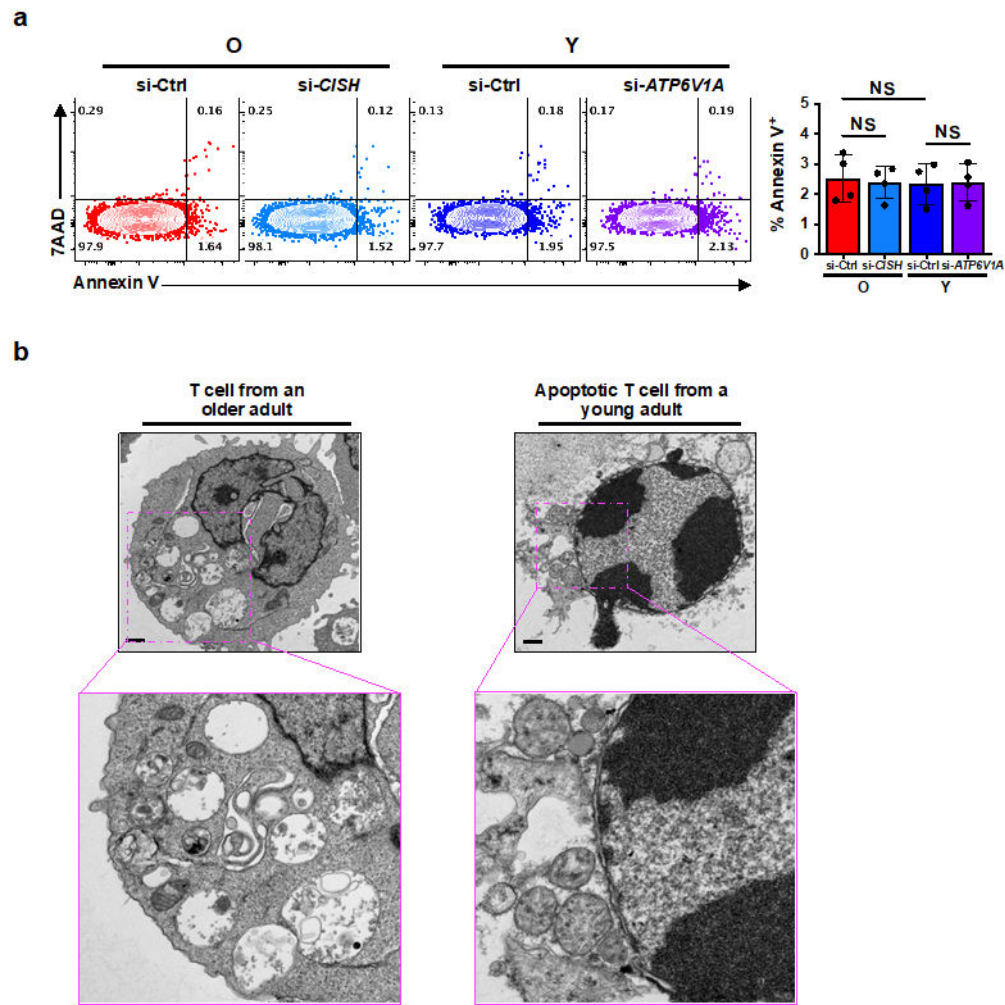 a
O
Y
si-Ctrl
si-CISH
si-Ctrl
si-ATP6V1A
0.29
0.16
0.25
0.12
0.13
0.18
0.17
0.19
97.9
1.64
98.1
1.52
97.7
1.95
97.5
2.13
7AAD
Annexin V
% Annexin V+
5
4
3
2
1
0
NS
NS
NS
si-Ctrl
si-CISH
si-Ctrl
si-ATP6V1A
O
Y
b
T cell from an
older adult
Apoptotic T cell from a
young adult